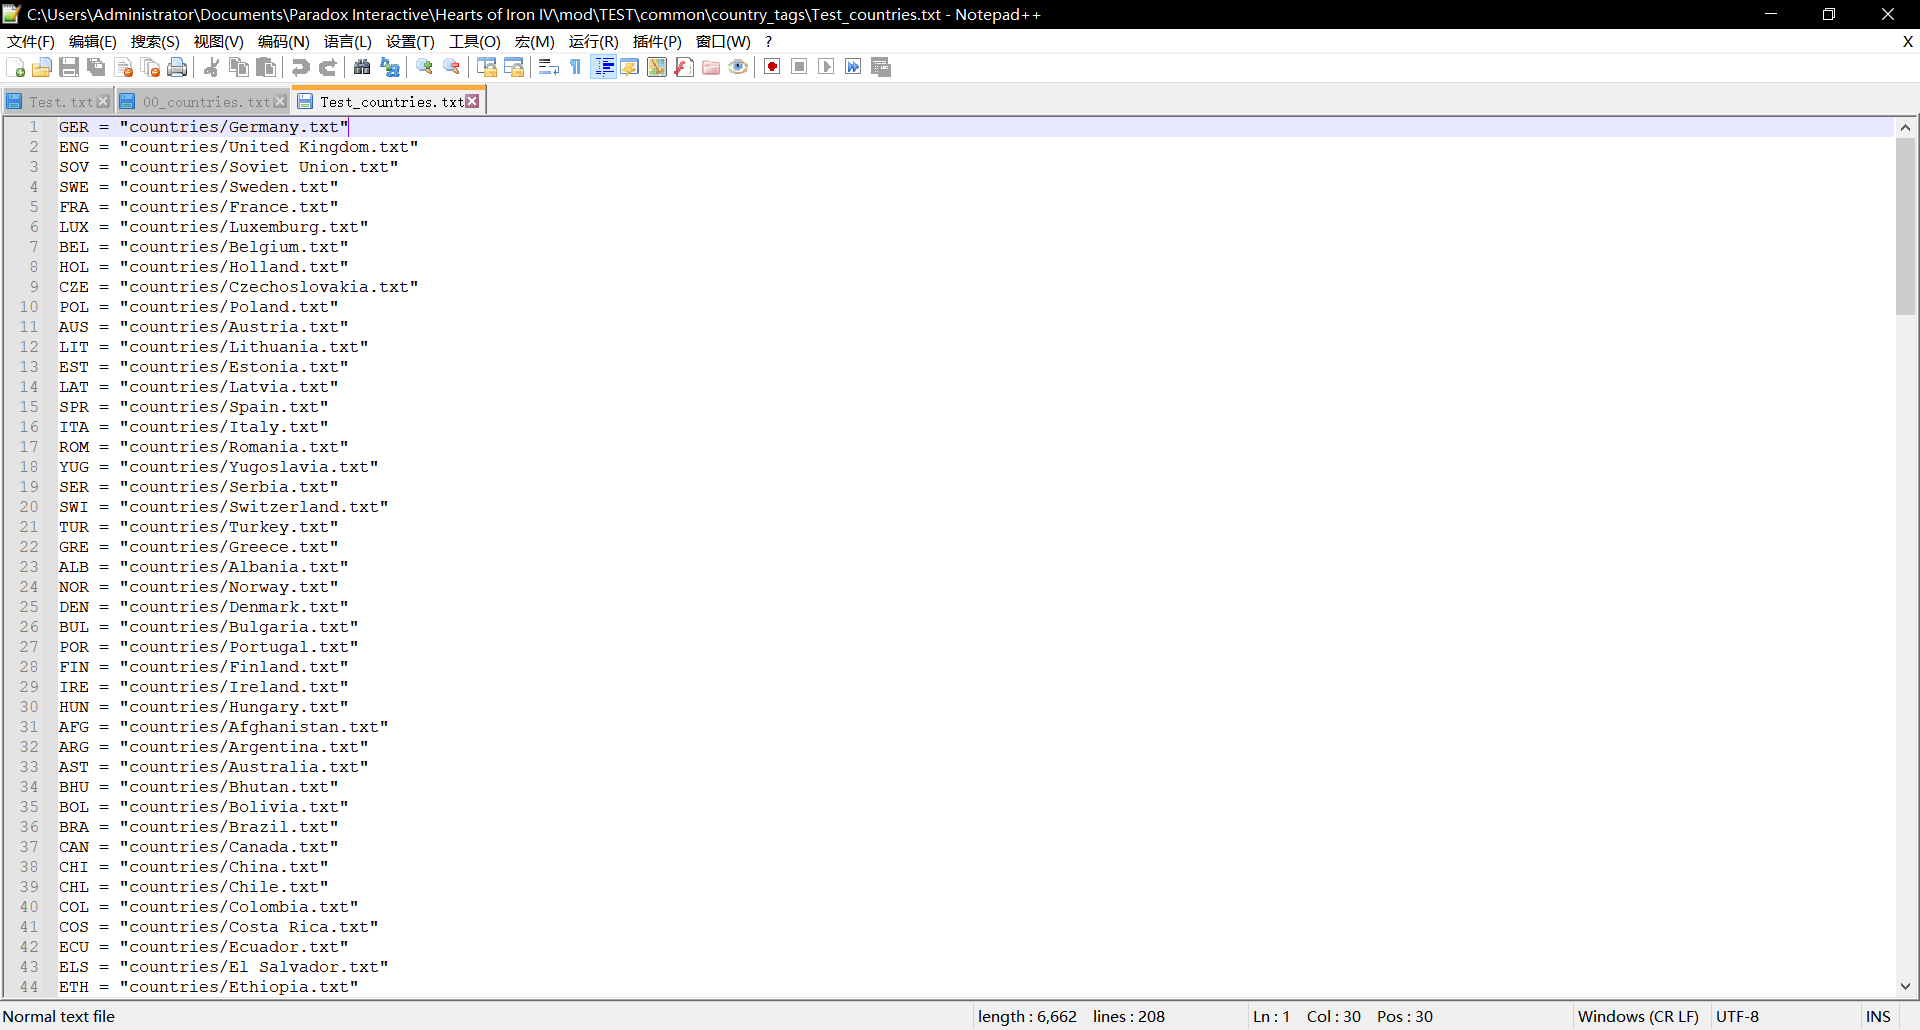 C:\Users\Administrator\Documents\Paradox Interactive\Hearts of Iron IV\mod\TEST\common\country_tags\Test_countries.txt - Notepad++
文件(F) 编辑(E) 搜索(S) 视图(V) 编码(N) 语言(L) 设置(T) 工具(O) 宏(M) 运行(R) 插件(P) 窗口(W) ? X
Test.txt 00_countries.txt Test_countries.txt
1 GER = "countries/Germany.txt"
2 ENG = "countries/United Kingdom.txt"
3 SOV = "countries/Soviet Union.txt"
4 SWE = "countries/Sweden.txt"
5 FRA = "countries/France.txt"
6 LUX = "countries/Luxemburg.txt"
7 BEL = "countries/Belgium.txt"
8 HOL = "countries/Holland.txt"
9 CZE = "countries/Czechoslovakia.txt"
10 POL = "countries/Poland.txt"
11 AUS = "countries/Austria.txt"
12 LIT = "countries/Lithuania.txt"
13 EST = "countries/Estonia.txt"
14 LAT = "countries/Latvia.txt"
15 SPR = "countries/Spain.txt"
16 ITA = "countries/Italy.txt"
17 ROM = "countries/Romania.txt"
18 YUG = "countries/Yugoslavia.txt"
19 SER = "countries/Serbia.txt"
20 SWI = "countries/Switzerland.txt"
21 TUR = "countries/Turkey.txt"
22 GRE = "countries/Greece.txt"
23 ALB = "countries/Albania.txt"
24 NOR = "countries/Norway.txt"
25 DEN = "countries/Denmark.txt"
26 BUL = "countries/Bulgaria.txt"
27 POR = "countries/Portugal.txt"
28 FIN = "countries/Finland.txt"
29 IRE = "countries/Ireland.txt"
30 HUN = "countries/Hungary.txt"
31 AFG = "countries/Afghanistan.txt"
32 ARG = "countries/Argentina.txt"
33 AST = "countries/Australia.txt"
34 BHU = "countries/Bhutan.txt"
35 BOL = "countries/Bolivia.txt"
36 BRA = "countries/Brazil.txt"
37 CAN = "countries/Canada.txt"
38 CHI = "countries/China.txt"
39 CHL = "countries/Chile.txt"
40 COL = "countries/Colombia.txt"
41 COS = "countries/Costa Rica.txt"
42 ECU = "countries/Ecuador.txt"
43 ELS = "countries/El Salvador.txt"
44 ETH = "countries/Ethiopia.txt"
Normal text file length : 6,662 lines : 208 Ln : 1 Col : 30 Pos : 30 Windows (CR LF) UTF-8 INS